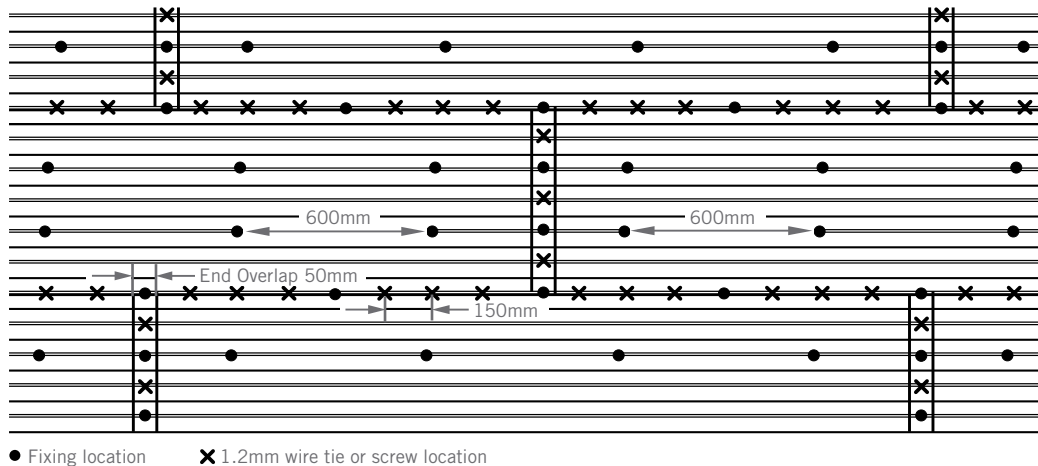 600mm
600mm
End Overlap 50mm
150mm
Fixing location
1.2mm wire tie or screw location